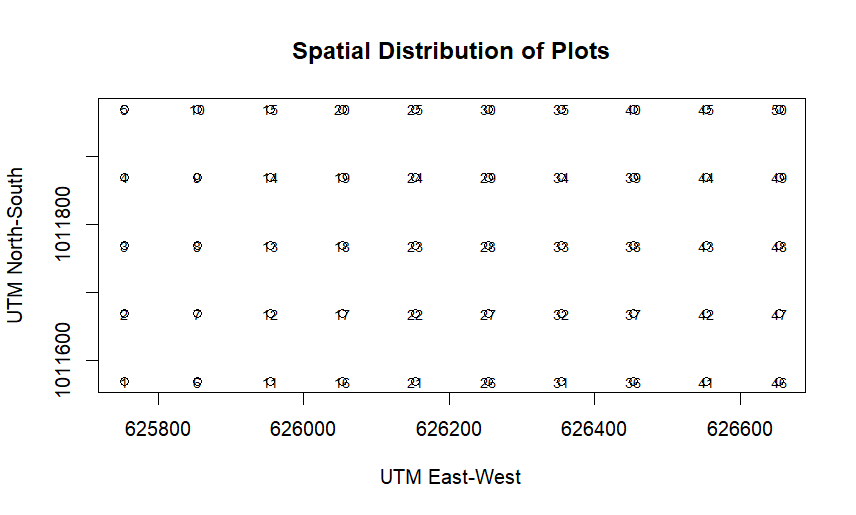 Spatial Distribution of Plots
5 10 15 20 25 30 35 40 45 50
4 9 14 19 24 29 34 39 44 49
3 8 13 18 23 28 33 38 43 48
2 7 12 17 22 27 32 37 42 47
1 6 11 16 21 26 31 36 41 46
UTM North-South
1011600 1011800
625800 626000 626200 626400 626600
UTM East-West